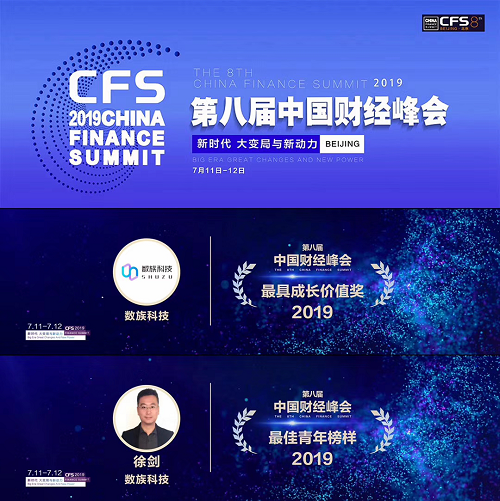 CHINA FINANCE SUMMIT
CFS 8th
BEIJING·北京
CFS
2019CHINA
FINANCE
SUMMIT
THE 8TH
CHINA FINANCE SUMMIT 2019
第八届中国财经峰会
新时代 大变局与新动力 BEIJING
BIG ERA GREAT CHANGES AND NEW POWER
7月11日-12日
数族科技
SHUZU
数族科技
7.11-7.12 CFS 2019
新时代 大变局与新动力
第八届
中国财经峰会
THE 8TH CHINA FINANCE SUMMIT
最具成长价值奖
2019
徐剑
数族科技
7.11-7.12 CFS 2019
新时代 大变局与新动力
第八届
中国财经峰会
THE 8TH CHINA FINANCE SUMMIT
最佳青年榜样
2019